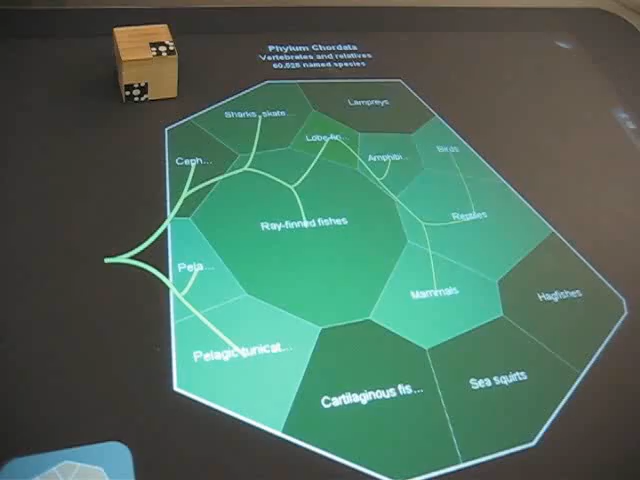 Phylum Chordata
Vertebrates and relatives
60,026 named species
Lampreys
Sharks, skate...
Lobe-fin...
Birds
Amphibi...
Ceph...
Ray-finned fishes
Reptiles
Pela...
Mammals
Hagfishes
Pelagic tunicat...
Cartilaginous fis...
Sea squirts